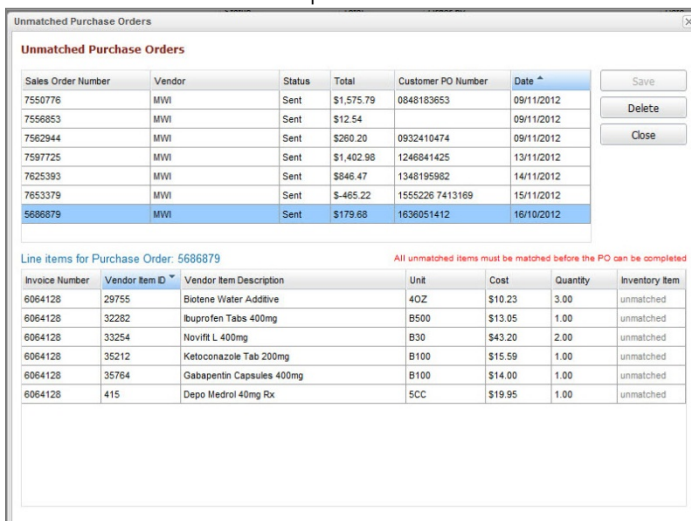 Unmatched Purchase Orders
Unmatched Purchase Orders
Sales Order Number Vendor Status Total Customer PO Number Date
7550776 MWI Sent $1,575.79 0848183653 09/11/2012
7556853 MWI Sent $12.54 09/11/2012
7562944 MWI Sent $260.20 0932410474 09/11/2012
7597725 MWI Sent $1,402.98 1246841425 13/11/2012
7625393 MWI Sent $846.47 1348195982 14/11/2012
7653379 MWI Sent $-465.22 1555226 7413169 15/11/2012
5686879 MWI Sent $179.68 1636051412 16/10/2012
Save
Delete
Close
Line items for Purchase Order: 5686879 All unmatched items must be matched before the PO can be completed
Invoice Number Vendor Item ID Vendor Item Description Unit Cost Quantity Inventory Item
6064128 29755 Biotene Water Additive 4OZ $10.23 3.00 unmatched
6064128 32282 Ibuprofen Tabs 400mg B500 $13.05 1.00 unmatched
6064128 33254 Novifit L 400mg B30 $43.20 2.00 unmatched
6064128 35212 Ketoconazole Tab 200mg B100 $15.59 1.00 unmatched
6064128 35764 Gabapentin Capsules 400mg B100 $14.00 1.00 unmatched
6064128 415 Depo Medrol 40mg Rx 5CC $19.95 1.00 unmatched